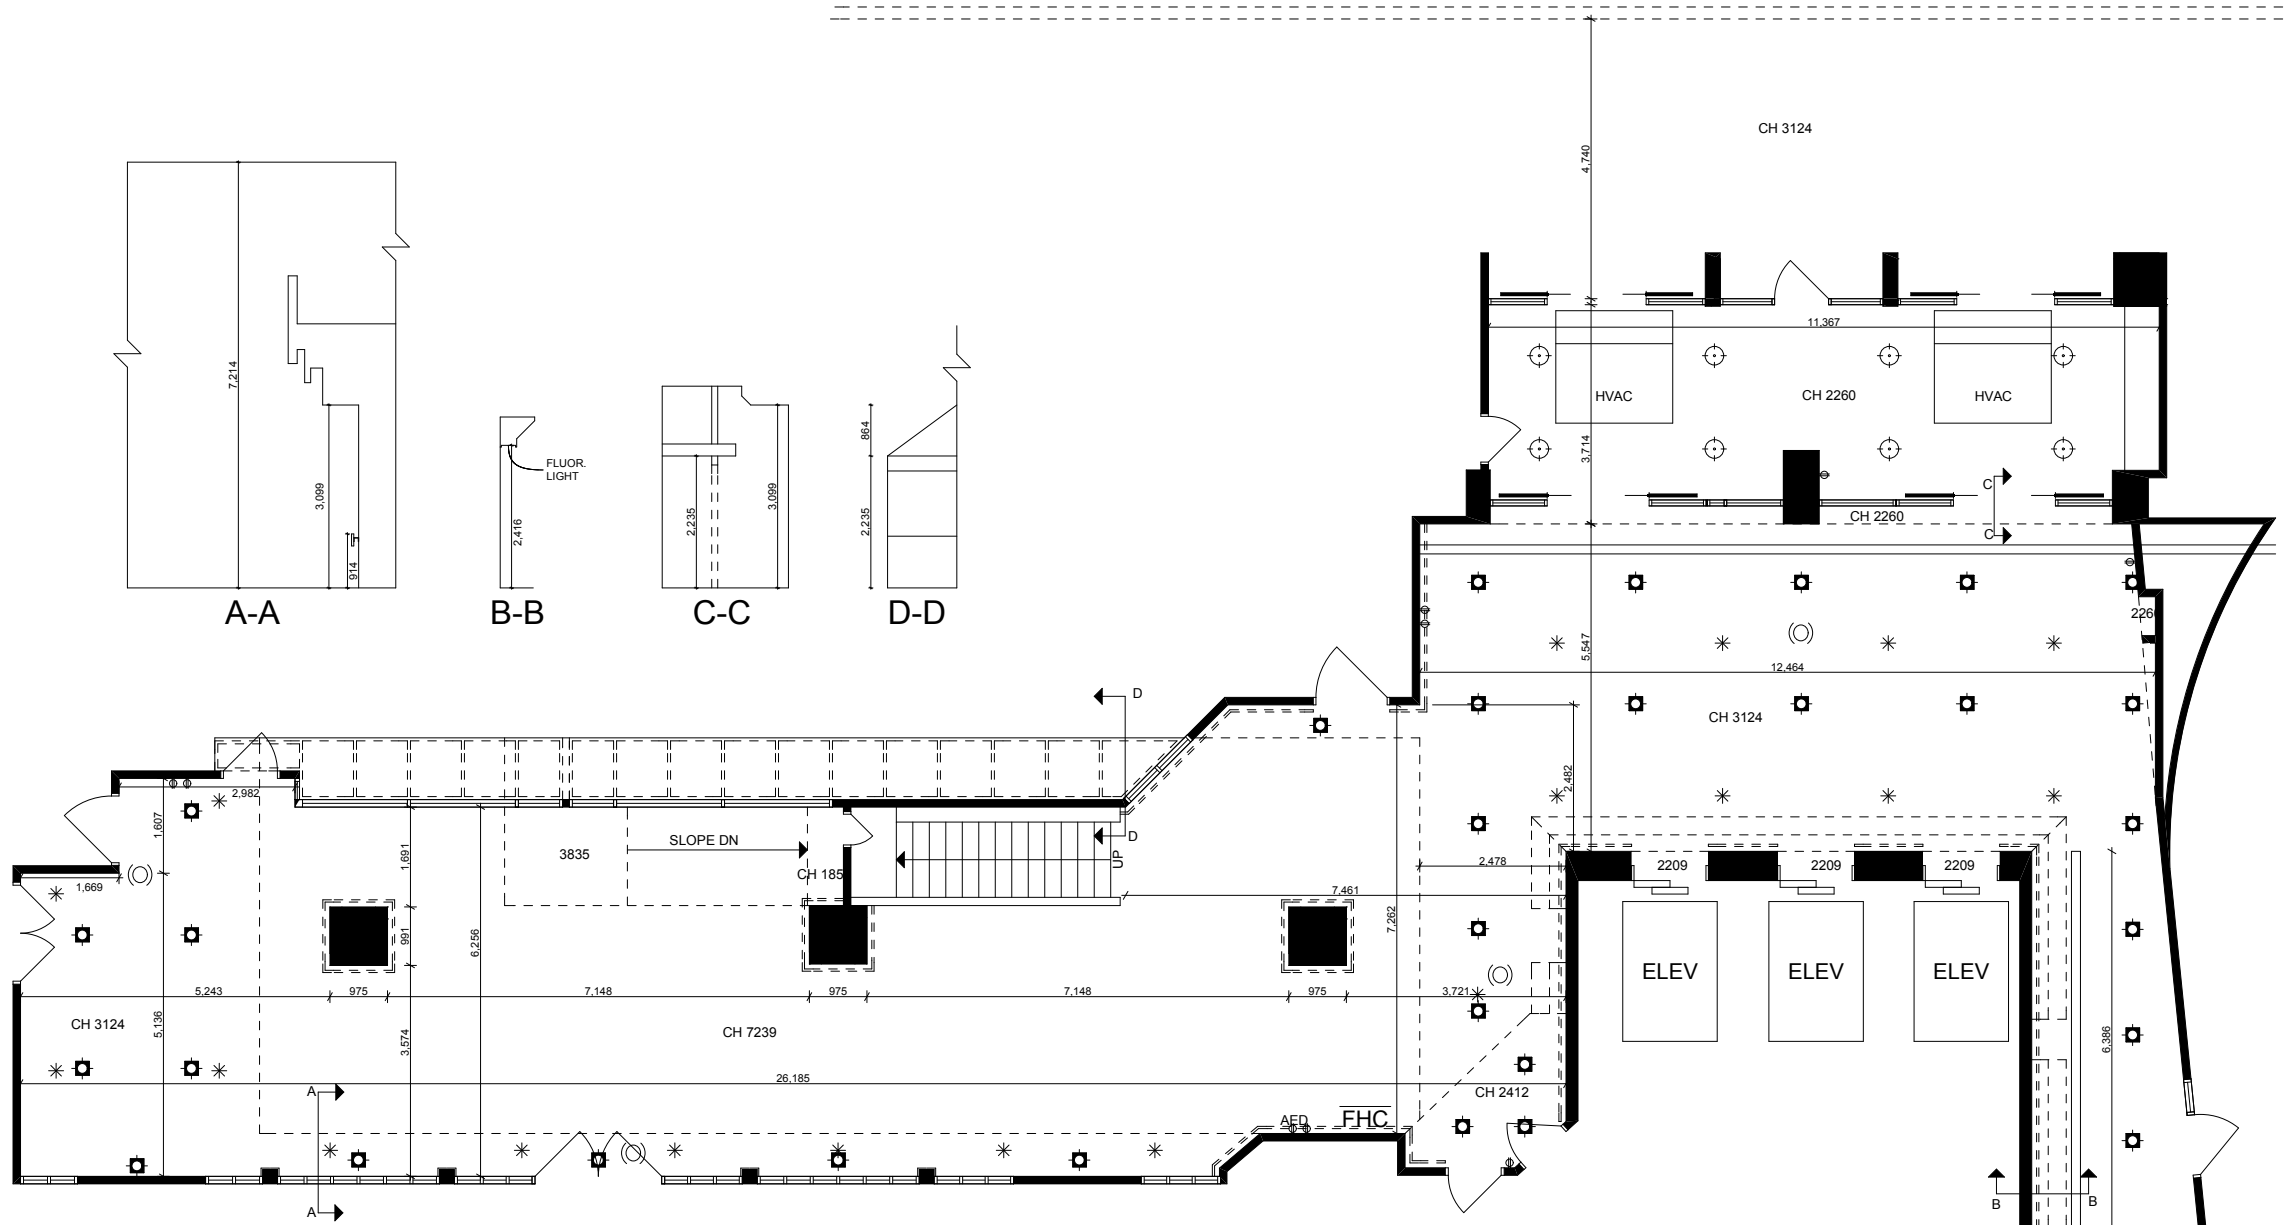 4,740
CH 3124
11,367
HVAC
CH 2260
HVAC
3,714
C
CH 2260
C
7,214
3,099
914
A-A
FLUOR.
LIGHT
2,416
B-B
2,235
3,099
C-C
864
2,235
D-D
2260
5,547
12,464
CH 3124
2,482
D
D
2,982
1,607
1,669
3835
SLOPE DN
1,691
CH 185
UP
2,478
7,461
7,262
2209
2209
2209
991
6,256
ELEV
ELEV
ELEV
5,243
975
7,148
975
7,148
975
3,721
CH 3124
5,136
3,574
CH 7239
6,386
26,185
A
CH 2412
AED
FHC
A
B
B